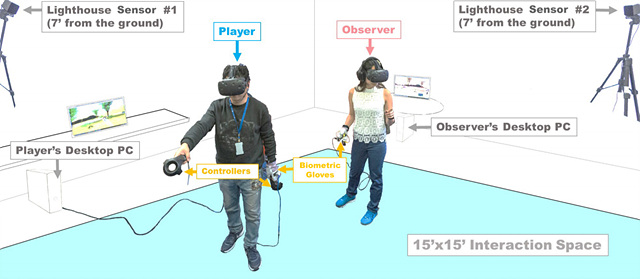 Lighthouse Sensor #1
(7' from the ground)
Player
Observer
Lighthouse Sensor #2
(7' from the ground)
Player's Desktop PC
Controllers
Biometric
Gloves
Observer's Desktop PC
15'x15' Interaction Space